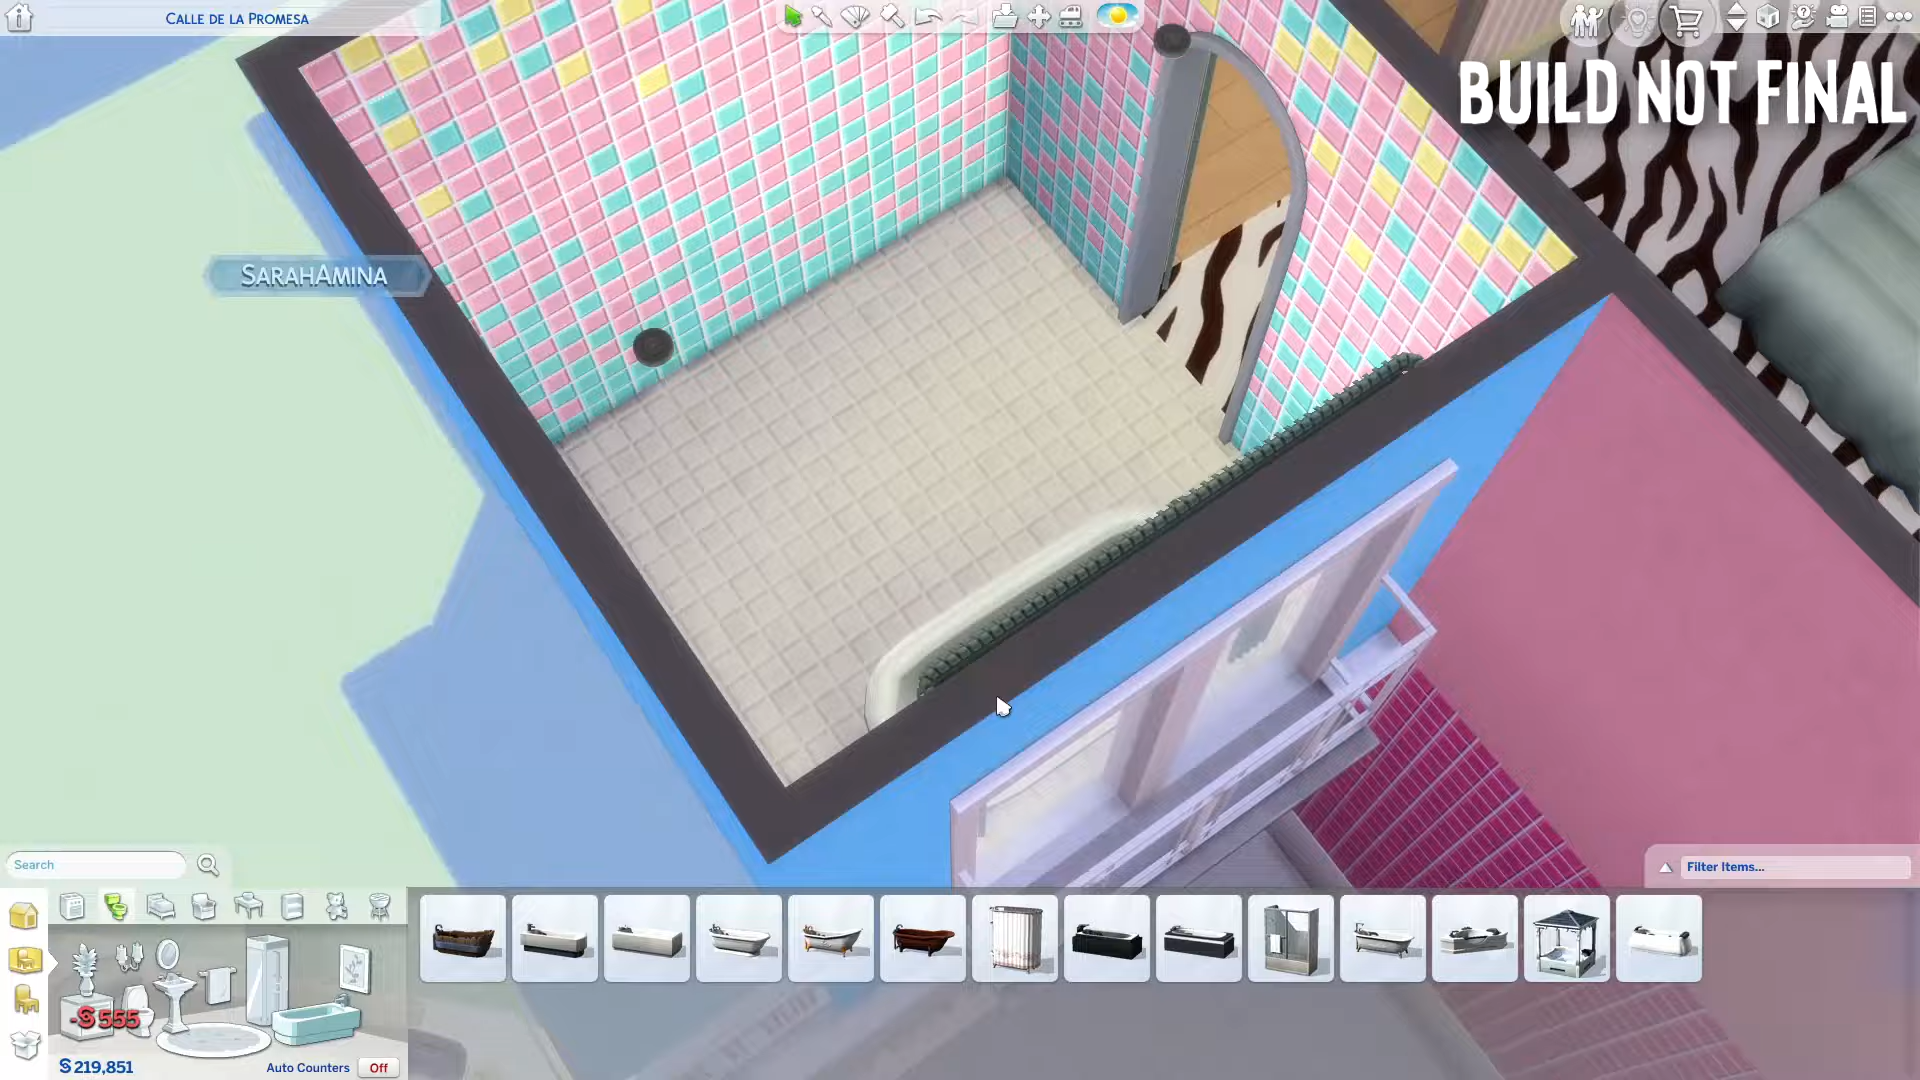 Calle de la Promesa
BUILD NOT FINAL
SARAHAMINA
Search
Filter Items...
-§555
§219,851
Auto Counters
Off